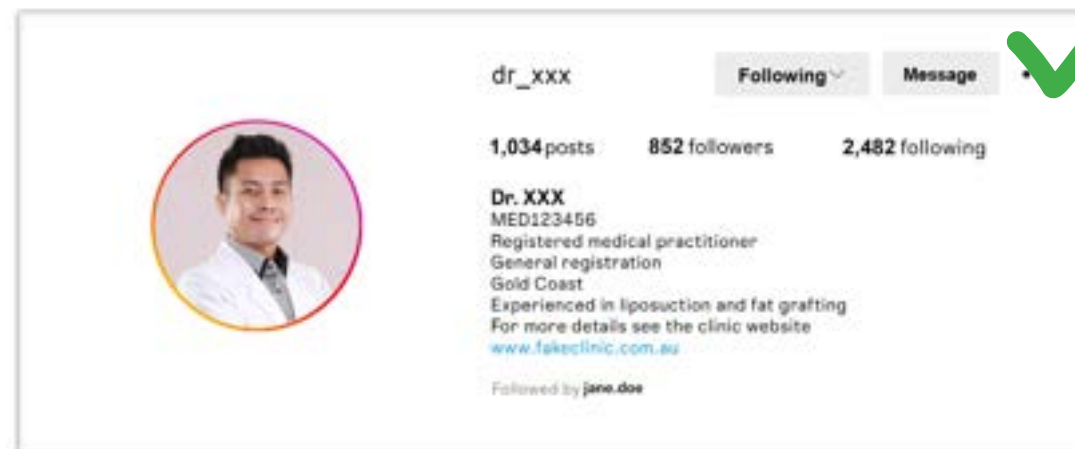 dr_xxx Following Message
1,034 posts 852 followers 2,482 following
Dr. XXX
MED123456
Registered medical practitioner
General registration
Gold Coast
Experienced in liposuction and fat grafting
For more details see the clinic website
www.fakeclinic.com.au
Followed by jane.doe